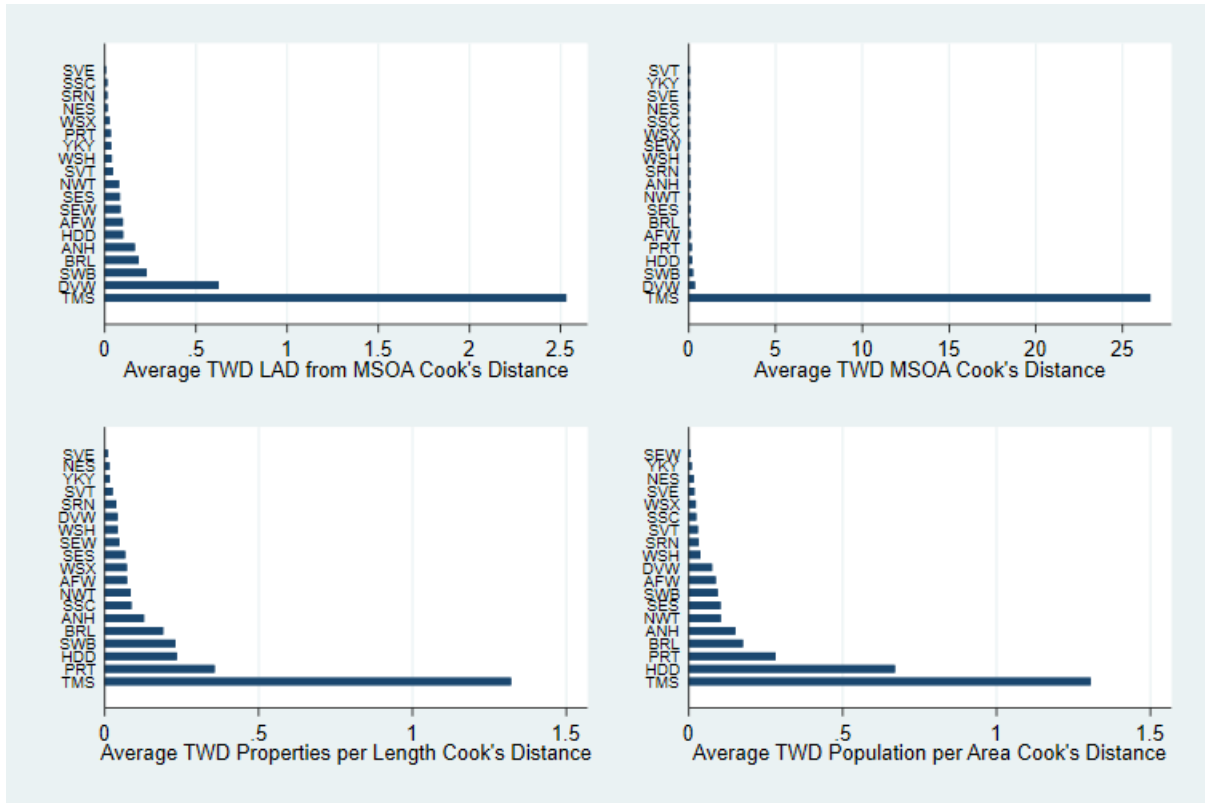 SVE
SSC
SRN
NES
WSX
PRT
YKY
WSH
SVT
NWT
SES
SEW
AFW
HDD
ANH
BRL
SWB
DVW
TMS
0 .5 1 1.5 2 2.5
Average TWD LAD from MSOA Cook's Distance
SVT
YKY
SVE
NES
SSC
WSX
SEW
WSH
SRN
ANH
NWT
SES
BRL
AFW
PRT
HDD
SWB
DVW
TMS
0 5 10 15 20 25
Average TWD MSOA Cook's Distance
SVE
NES
YKY
SVT
SRN
DVW
WSH
SEW
SES
WSX
AFW
NWT
SSC
ANH
BRL
SWB
HDD
PRT
TMS
0 .5 1 1.5
Average TWD Properties per Length Cook's Distance
SEW
YKY
NES
SVE
WSX
SSC
SVT
SRN
WSH
DVW
AFW
SWB
SES
NWT
ANH
BRL
PRT
HDD
TMS
0 .5 1 1.5
Average TWD Population per Area Cook's Distance